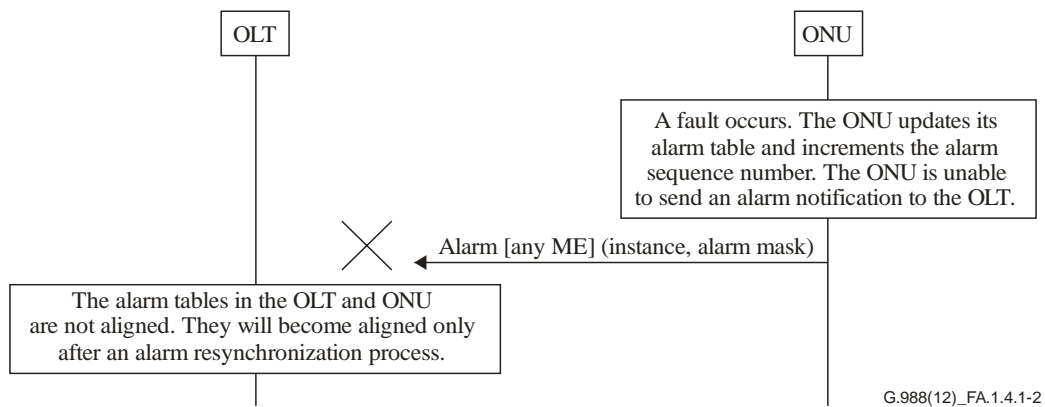 OLT
ONU
A fault occurs. The ONU updates its
alarm table and increments the alarm
sequence number. The ONU is unable
to send an alarm notification to the OLT.
Alarm [any ME] (instance, alarm mask)
The alarm tables in the OLT and ONU
are not aligned. They will become aligned only
after an alarm resynchronization process.
G.988(12)_FA.1.4.1-2